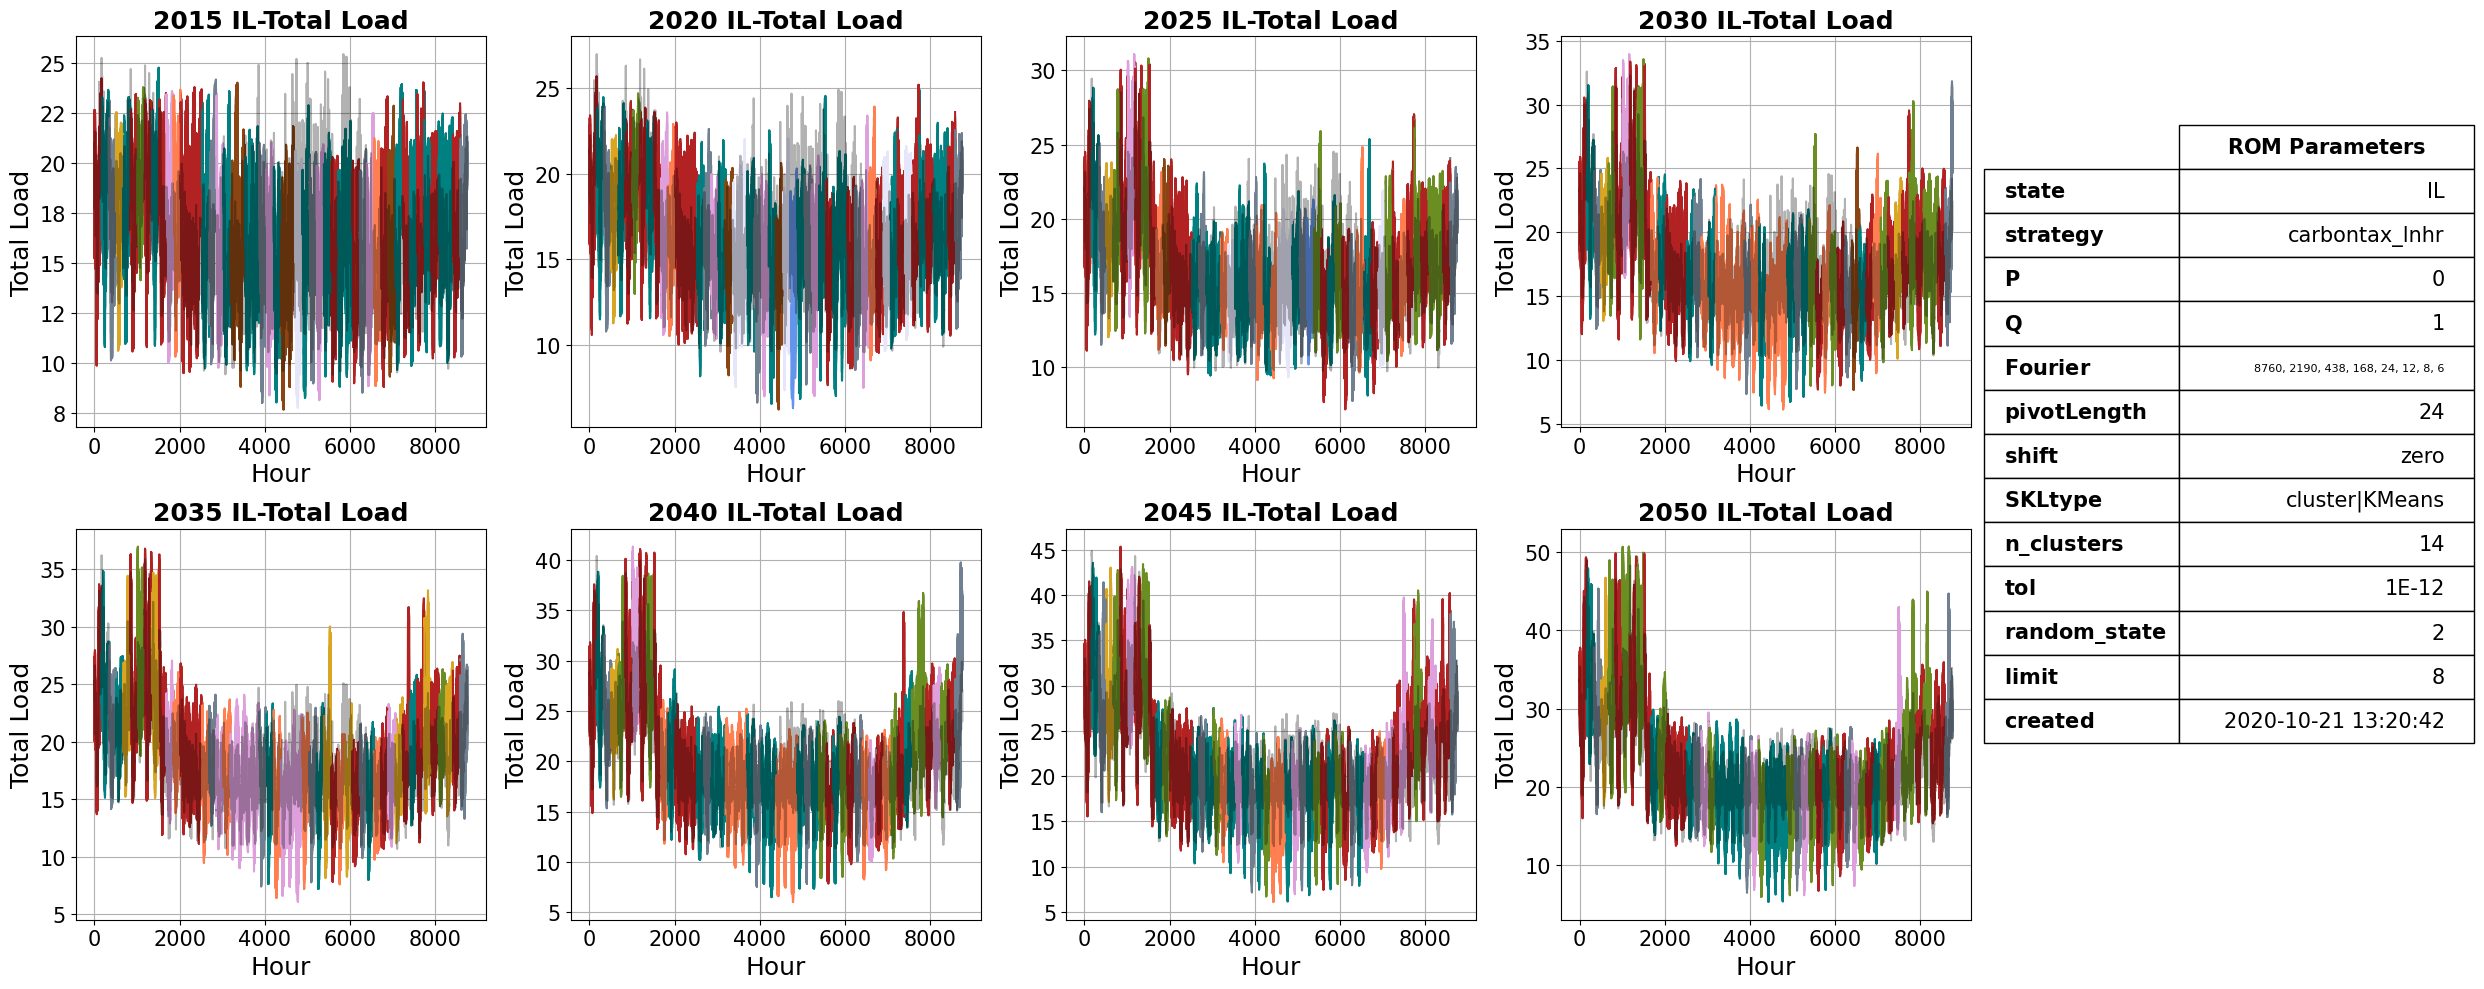 2015 IL-Total Load
25
22
20
18
15
12
10
8
0 2000 4000 6000 8000
Total Load
Hour
2020 IL-Total Load
25
20
15
10
0 2000 4000 6000 8000
Total Load
Hour
2025 IL-Total Load
30
25
20
15
10
0 2000 4000 6000 8000
Total Load
Hour
2030 IL-Total Load
35
30
25
20
15
10
5
0 2000 4000 6000 8000
Total Load
Hour
2035 IL-Total Load
35
30
25
20
15
10
5
0 2000 4000 6000 8000
Total Load
Hour
2040 IL-Total Load
40
35
30
25
20
15
10
5
0 2000 4000 6000 8000
Total Load
Hour
2045 IL-Total Load
45
40
35
30
25
20
15
10
5
0 2000 4000 6000 8000
Total Load
Hour
2050 IL-Total Load
50
40
30
20
10
0 2000 4000 6000 8000
Total Load
Hour
ROM Parameters
state IL
strategy carbontax_lnhr
P 0
Q 1
Fourier 8760, 2190, 438, 168, 24, 12, 8, 6
pivotLength 24
shift zero
SKLtype cluster|KMeans
n_clusters 14
tol 1E-12
random_state 2
limit 8
created 2020-10-21 13:20:42